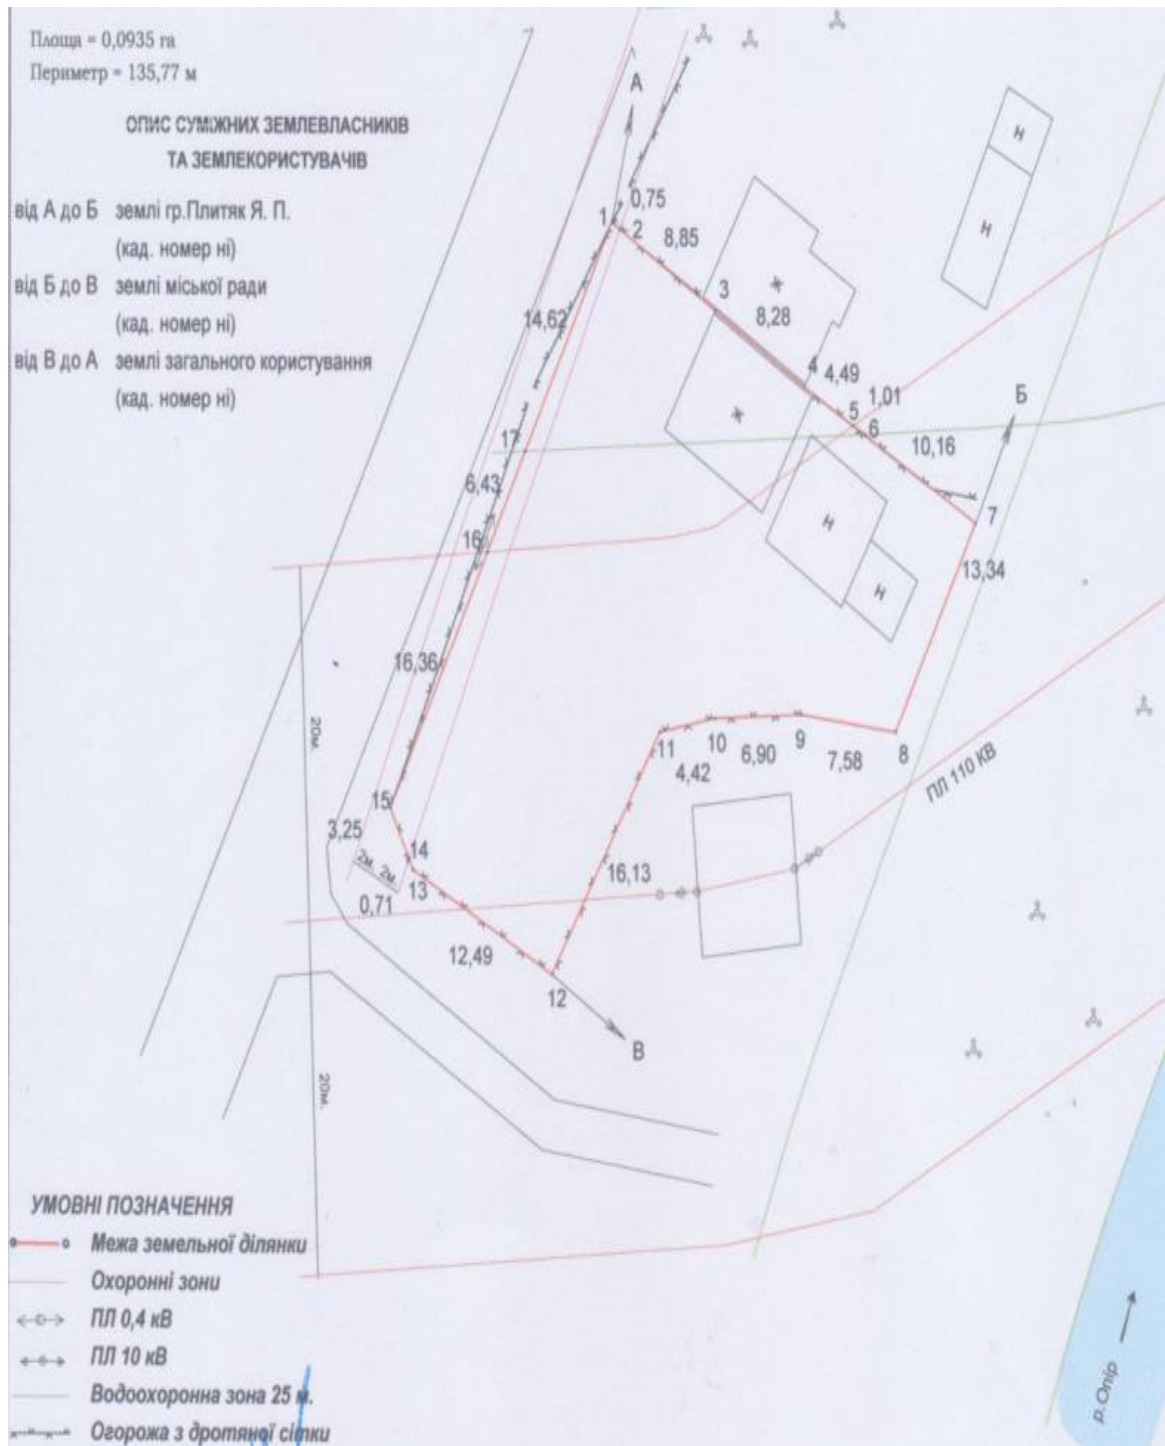 Площа = 0,0935 га
Периметр = 135,77 м
ОПИС СУМІЖНИХ ЗЕМЛЕВЛАСНИКІВ
ТА ЗЕМЛЕКОРИСТУВАЧІВ
від А до Б землі гр.Плитяк Я. П.
(кад. номер ні)
від Б до В землі міської ради
(кад. номер ні)
від В до А землі загального користування
(кад. номер ні)
А
Н
0,75
1
2
8,85
Н
Ж
3
14,62
8,28
4
4,49
1,01
Б
Ж
5
6
17
10,16
6,43
7
Н
16
13,34
Н
16,36
20м.
11
10
9
8
4,42
6,90
7,58
ПЛ 110 КВ
15
3,25
14
2м. 2м.
13
16,13
0,71
12,49
12
В
20м.
УМОВНІ ПОЗНАЧЕННЯ
Межа земельної ділянки
Охоронні зони
ПЛ 0,4 кВ
ПЛ 10 кВ
Водоохоронна зона 25 м.
Огорожа з дротяної сітки
р.Опір